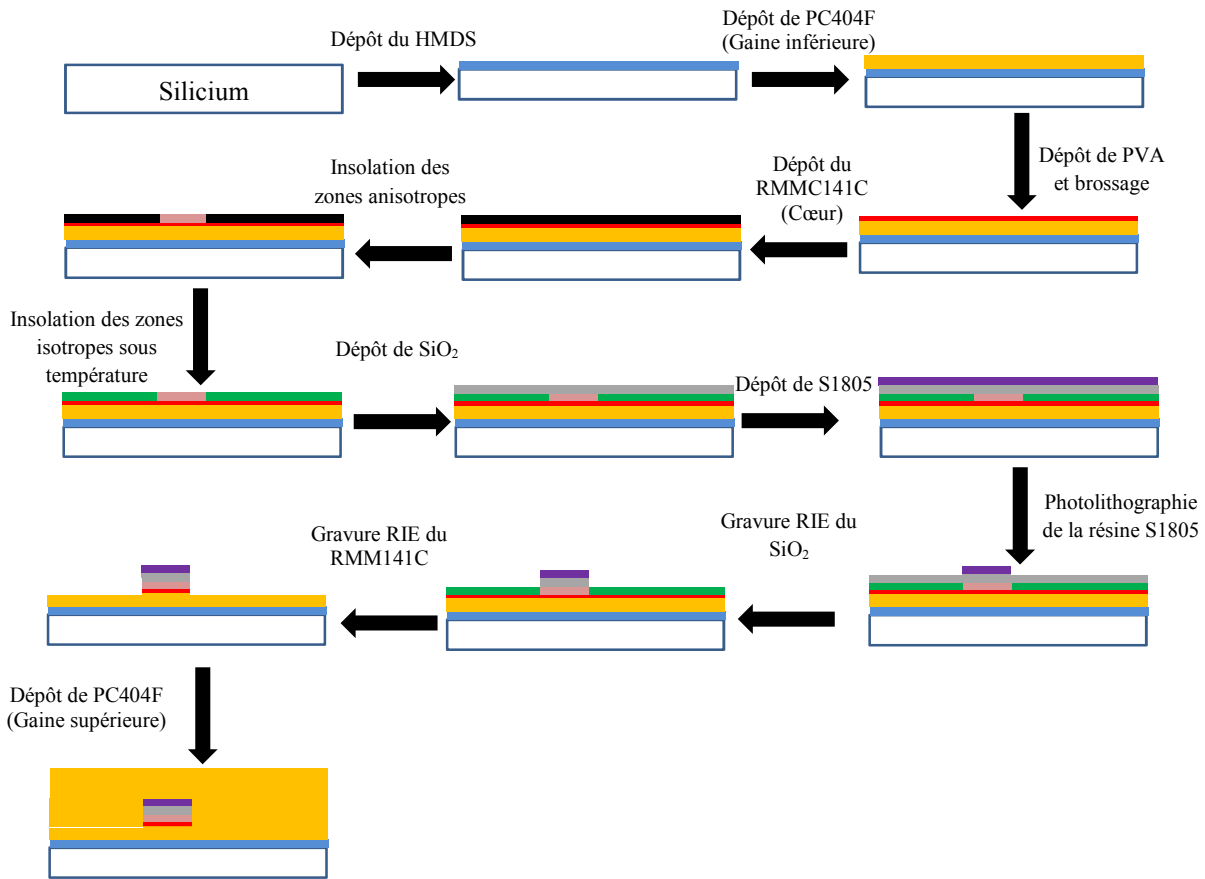 Silicium
Dépôt du HMDS
Dépôt de PC404F
(Gaine inférieure)
Dépôt de PVA
et brossage
Dépôt du
RMMC141C
(Cœur)
Insolation des
zones anisotropes
Insolation des zones
isotropes sous
température
Dépôt de SiO₂
Dépôt de S1805
Photolithographie
de la résine S1805
Gravure RIE du
SiO₂
Gravure RIE du
RMM141C
Dépôt de PC404F
(Gaine supérieure)